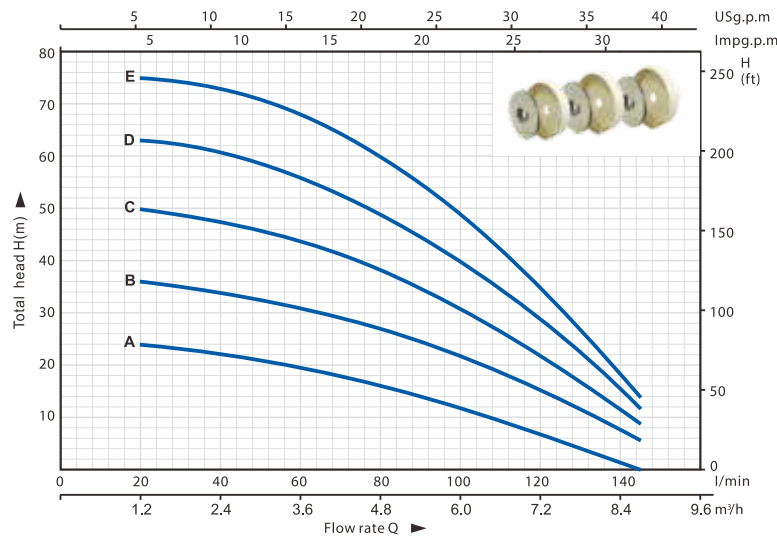 5 10 15 20 25 30 35 40 USg.p.m
5 10 15 20 25 30 Impg.p.m
80 70 60 50 40 30 20 10
Total head H(m) ▲
E
D
C
B
A
H
(ft)
250 200 150 100 50 0
0 20 40 60 80 100 120 140 l/min
1.2 2.4 3.6 4.8 6.0 7.2 8.4 9.6 m³/h
Flow rate Q ►